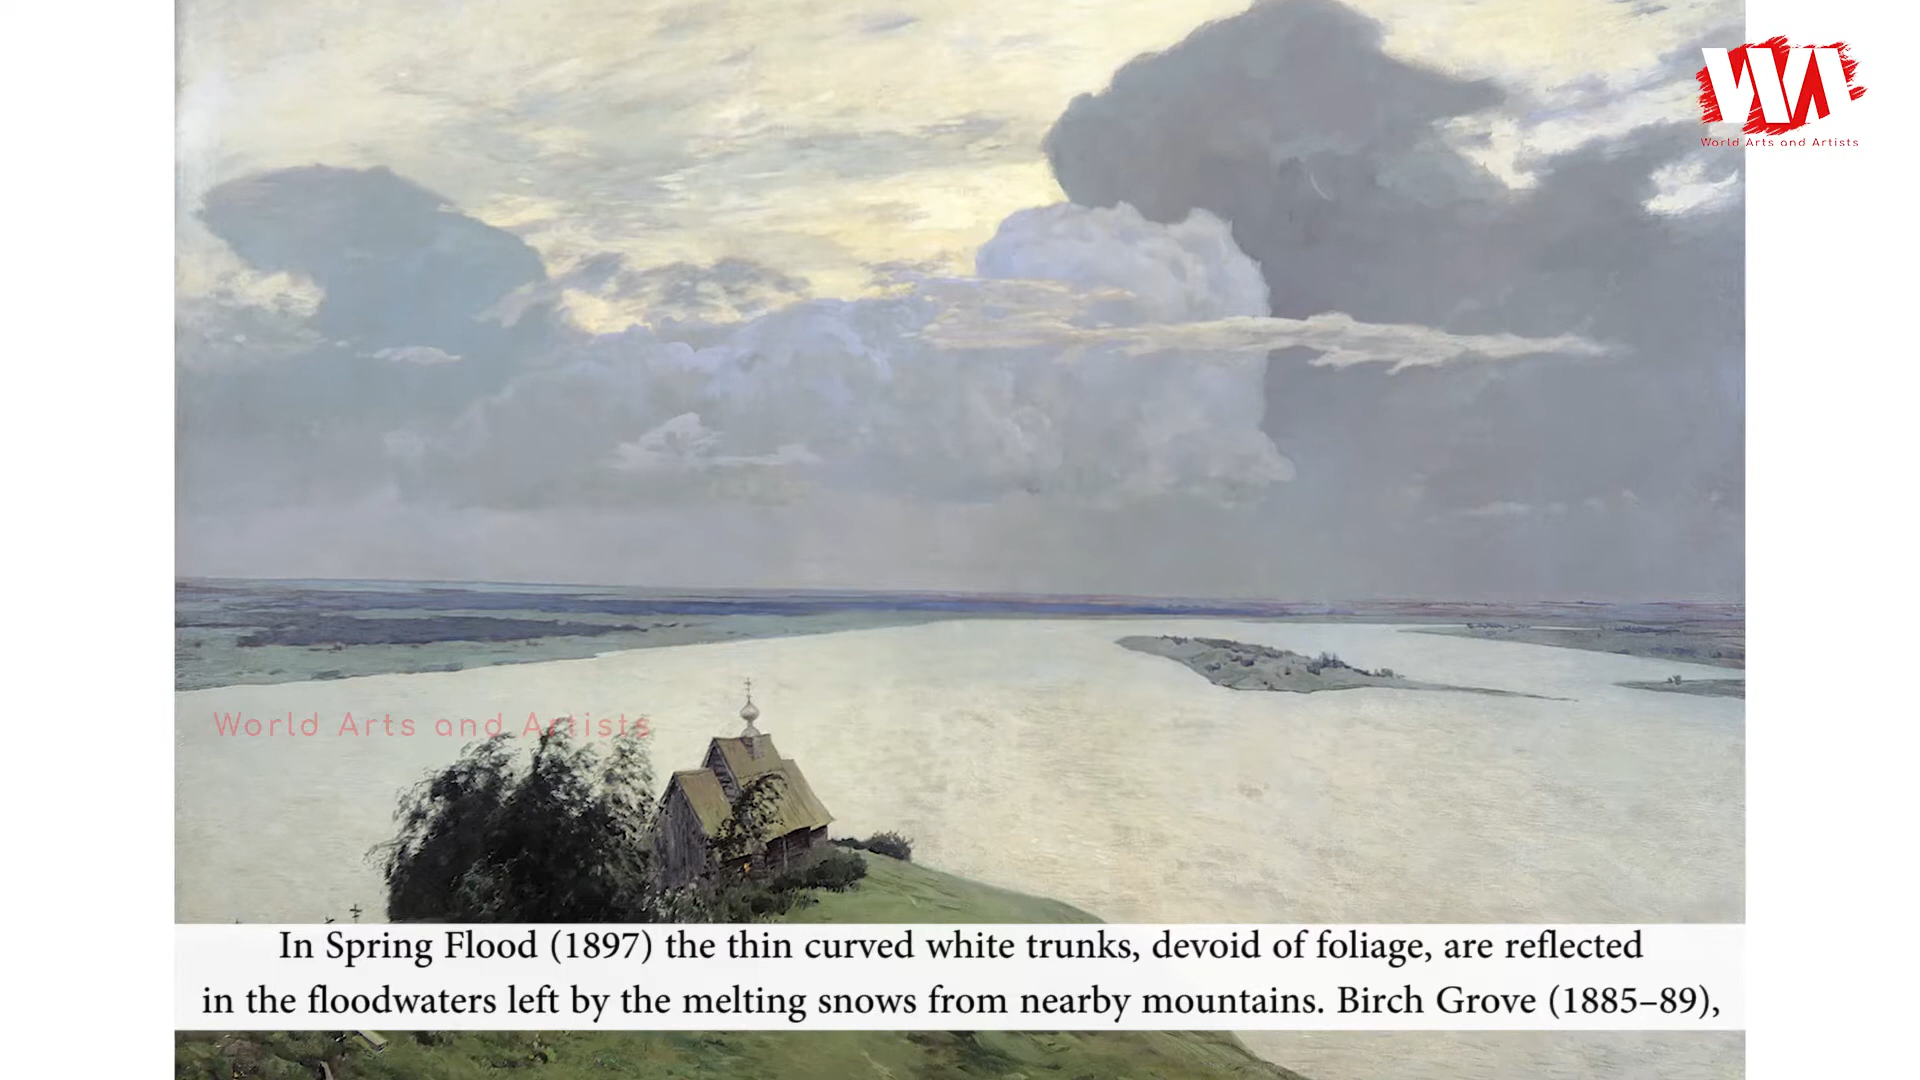 WA
World Arts and Artists
World Arts and Artists
In Spring Flood (1897) the thin curved white trunks, devoid of foliage, are reflected
in the floodwaters left by the melting snows from nearby mountains. Birch Grove (1885–89),